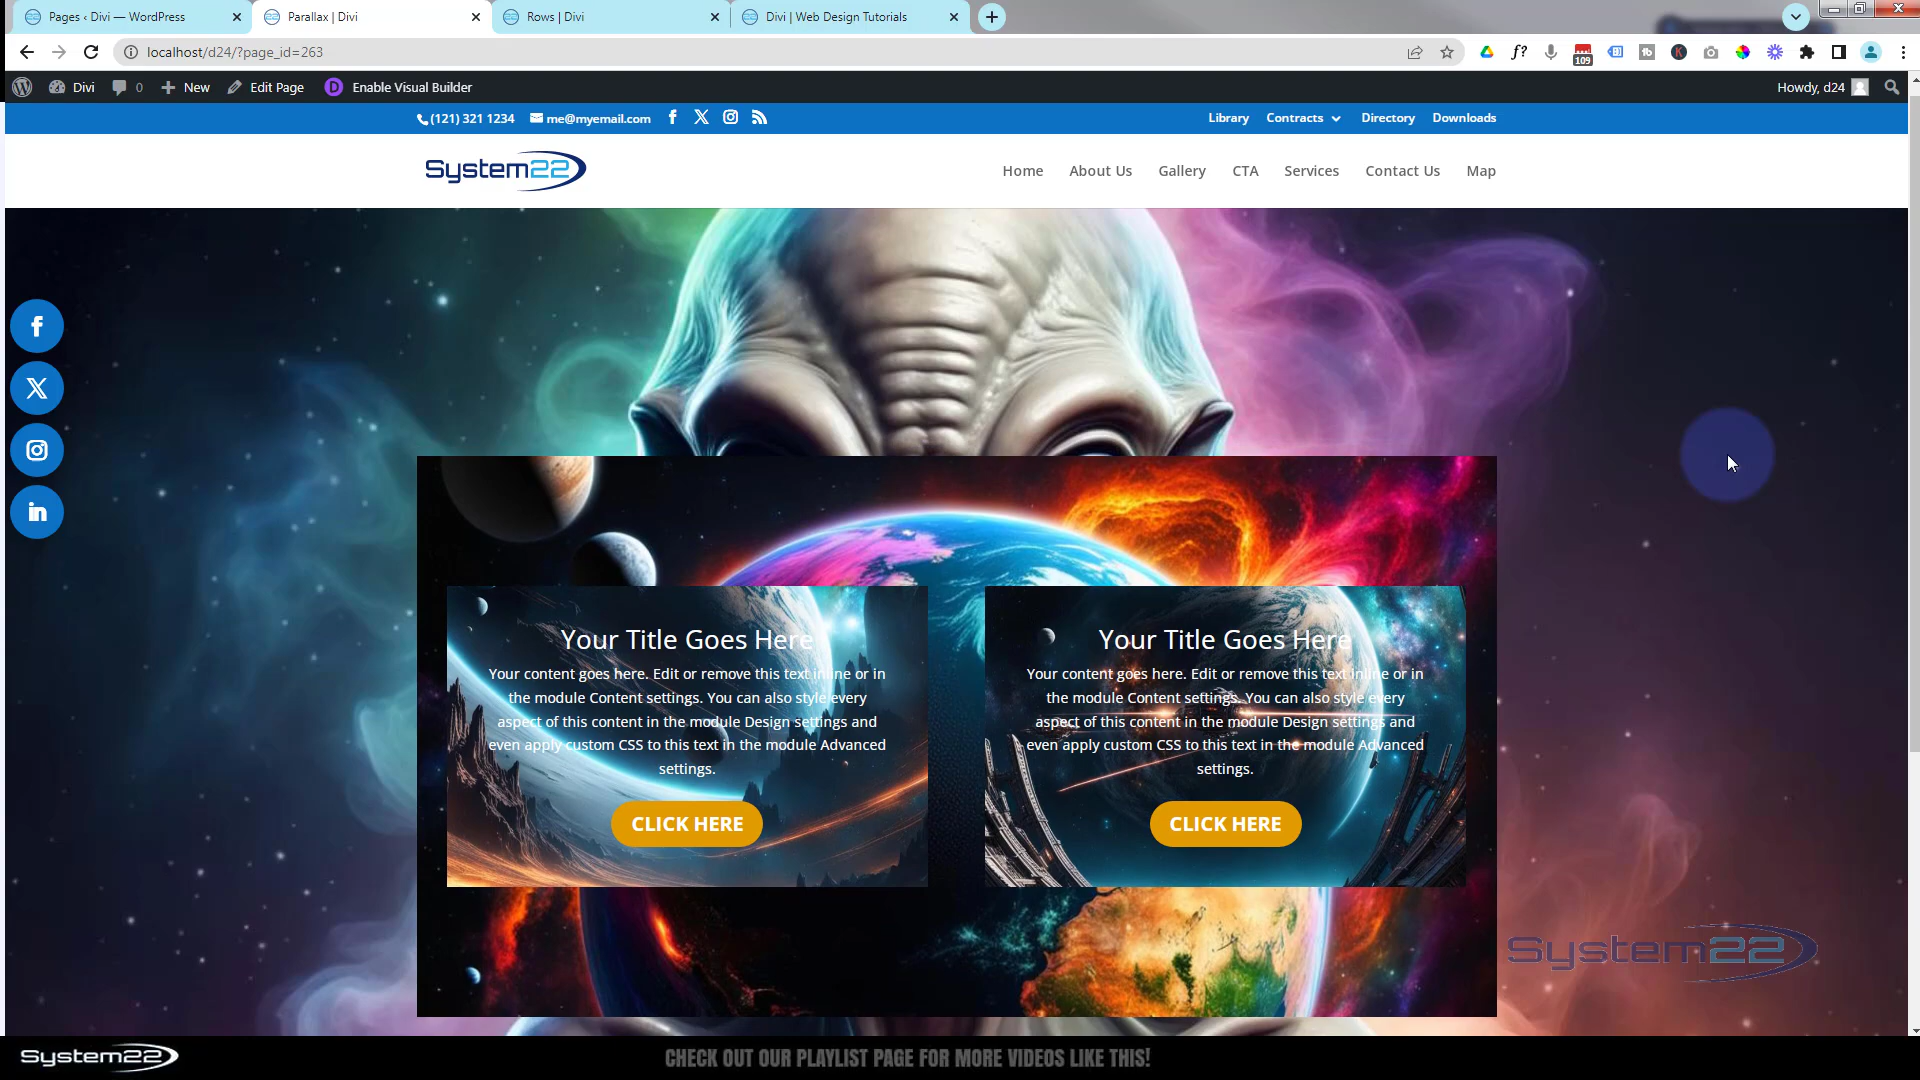 Pages ‹ Divi — WordPress
Parallax | Divi
Rows | Divi
Divi | Web Design Tutorials
localhost/d24/?page_id=263
f?
109
tb
K
Divi
0
New
Edit Page
D
Enable Visual Builder
Howdy, d24
(121) 321 1234
me@myemail.com
Library
Contracts
Directory
Downloads
System22
Home
About Us
Gallery
CTA
Services
Contact Us
Map
Your Title Goes Here
Your content goes here. Edit or remove this text inline or in
the module Content settings. You can also style every
aspect of this content in the module Design settings and
even apply custom CSS to this text in the module Advanced
settings.
CLICK HERE
Your Title Goes Here
Your content goes here. Edit or remove this text inline or in
the module Content settings. You can also style every
aspect of this content in the module Design settings and
even apply custom CSS to this text in the module Advanced
settings.
CLICK HERE
System22
System22
CHECK OUT OUR PLAYLIST PAGE FOR MORE VIDEOS LIKE THIS!